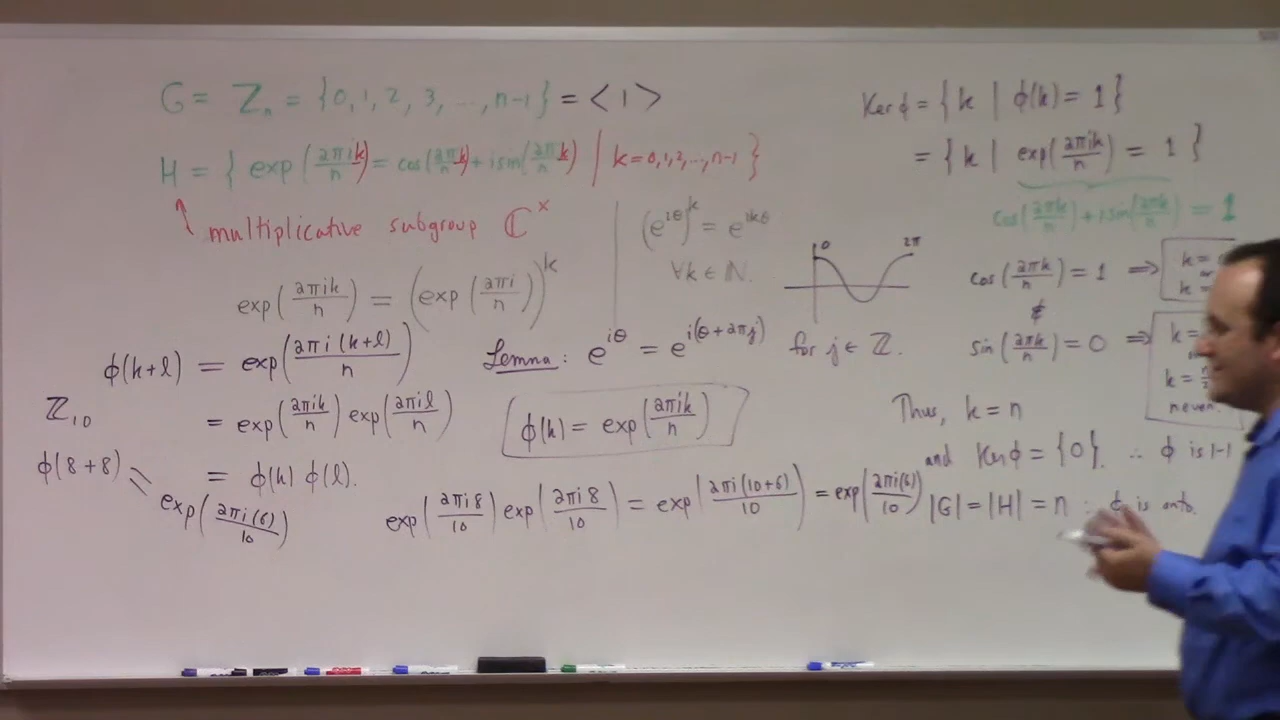 G = ℤₙ = {0, 1, 2, 3, ..., n-1} = <1>
H = { exp(2πik/n) = cos(2πk/n) + i sin(2πk/n) | k = 0,1,2,...,n-1 }
multiplicative subgroup ℂ^×
exp(2πik/n) = (exp(2πi/n))^k
(e^{iθ})^k = e^{ikθ}
∀k ∈ ℕ.
0 2π
φ(k+l) = exp(2πi(k+l)/n)
= exp(2πik/n) exp(2πil/n)
= φ(k) φ(l).
Lemma: e^{iθ} = e^{i(θ+2πj)} for j ∈ ℤ.
φ(k) = exp(2πik/n)
ℤ₁₀
φ(8+8)
exp(2πi(6)/10)
exp(2πi8/10) exp(2πi8/10) = exp(2πi(10+6)/10) = exp(2πi(6)/10)
Ker φ = {k | φ(k) = 1}
= {k | exp(2πik/n) = 1}
cos(2πk/n) + i sin(2πk/n) = 1
cos(2πk/n) = 1 ⟹
k =
or
k =
&
sin(2πk/n) = 0 ⟹
k =
k =
n even.
Thus, k = n
and Ker φ = {0}. ∴ φ is 1-1
|G| = |H| = n ∴ φ is onto.